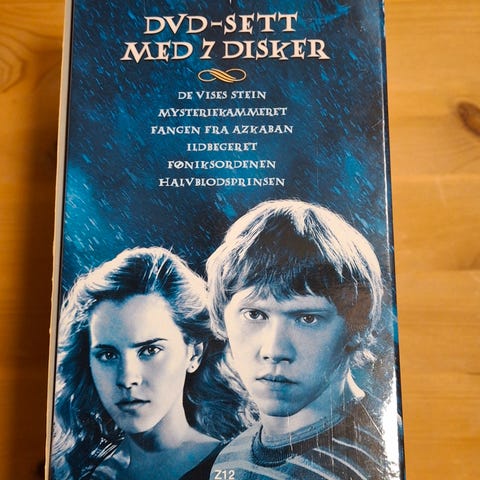 DVD-SETT
MED 7 DISKER
DE VISES STEIN
MYSTERIEKAMMERET
FANGEN FRA AZKABAN
ILDBEGERET
FØNIKSORDENEN
HALVBLODSPRINSEN
Z12